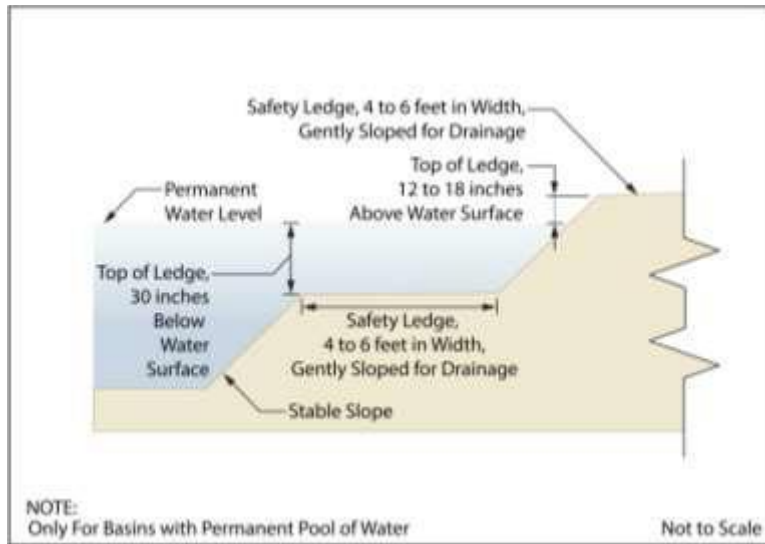 Safety Ledge, 4 to 6 feet in Width,
Gently Sloped for Drainage
Top of Ledge,
12 to 18 inches
Above Water Surface
Permanent
Water Level
Top of Ledge,
30 inches
Below
Water
Surface
Safety Ledge,
4 to 6 feet in Width,
Gently Sloped for Drainage
Stable Slope
NOTE:
Only For Basins with Permanent Pool of Water
Not to Scale